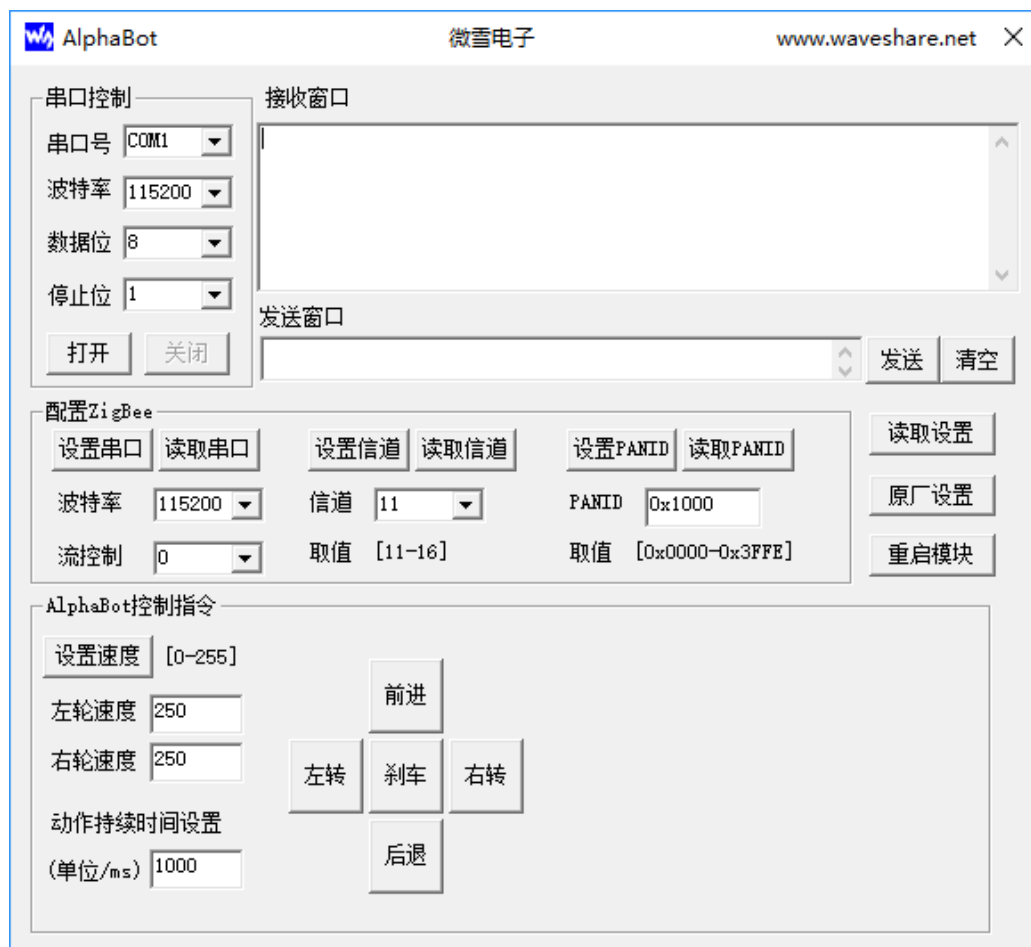 AlphaBot 微雪电子 www.waveshare.net
串口控制 接收窗口
串口号 COM1
波特率 115200
数据位 8
停止位 1
打开 关闭
发送窗口
发送 清空
配置ZigBee
设置串口 读取串口 设置信道 读取信道 设置PANID 读取PANID 读取设置
波特率 115200 信道 11 PANID 0x1000 原厂设置
流控制 0 取值 [11-16] 取值 [0x0000-0x3FFE] 重启模块
AlphaBot控制指令
设置速度 [0-255]
前进
左轮速度 250
右轮速度 250
左转 刹车 右转
动作持续时间设置
后退
(单位/ms) 1000